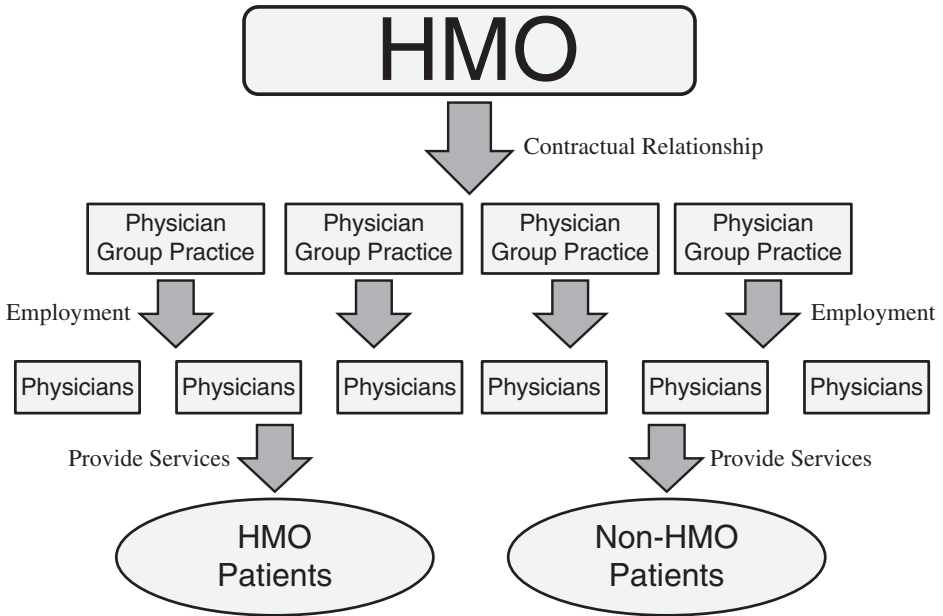 HMO
Contractual Relationship
Physician
Group Practice
Physician
Group Practice
Physician
Group Practice
Physician
Group Practice
Employment
Employment
Physicians
Physicians
Physicians
Physicians
Physicians
Physicians
Provide Services
Provide Services
HMO
Patients
Non-HMO
Patients